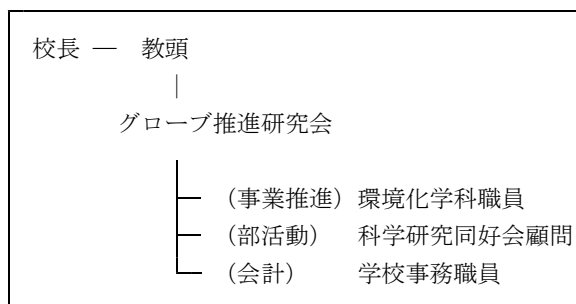 校長 ― 教頭
グローブ推進研究会
（事業推進）環境化学科職員
（部活動） 科学研究同好会顧問
（会計） 学校事務職員